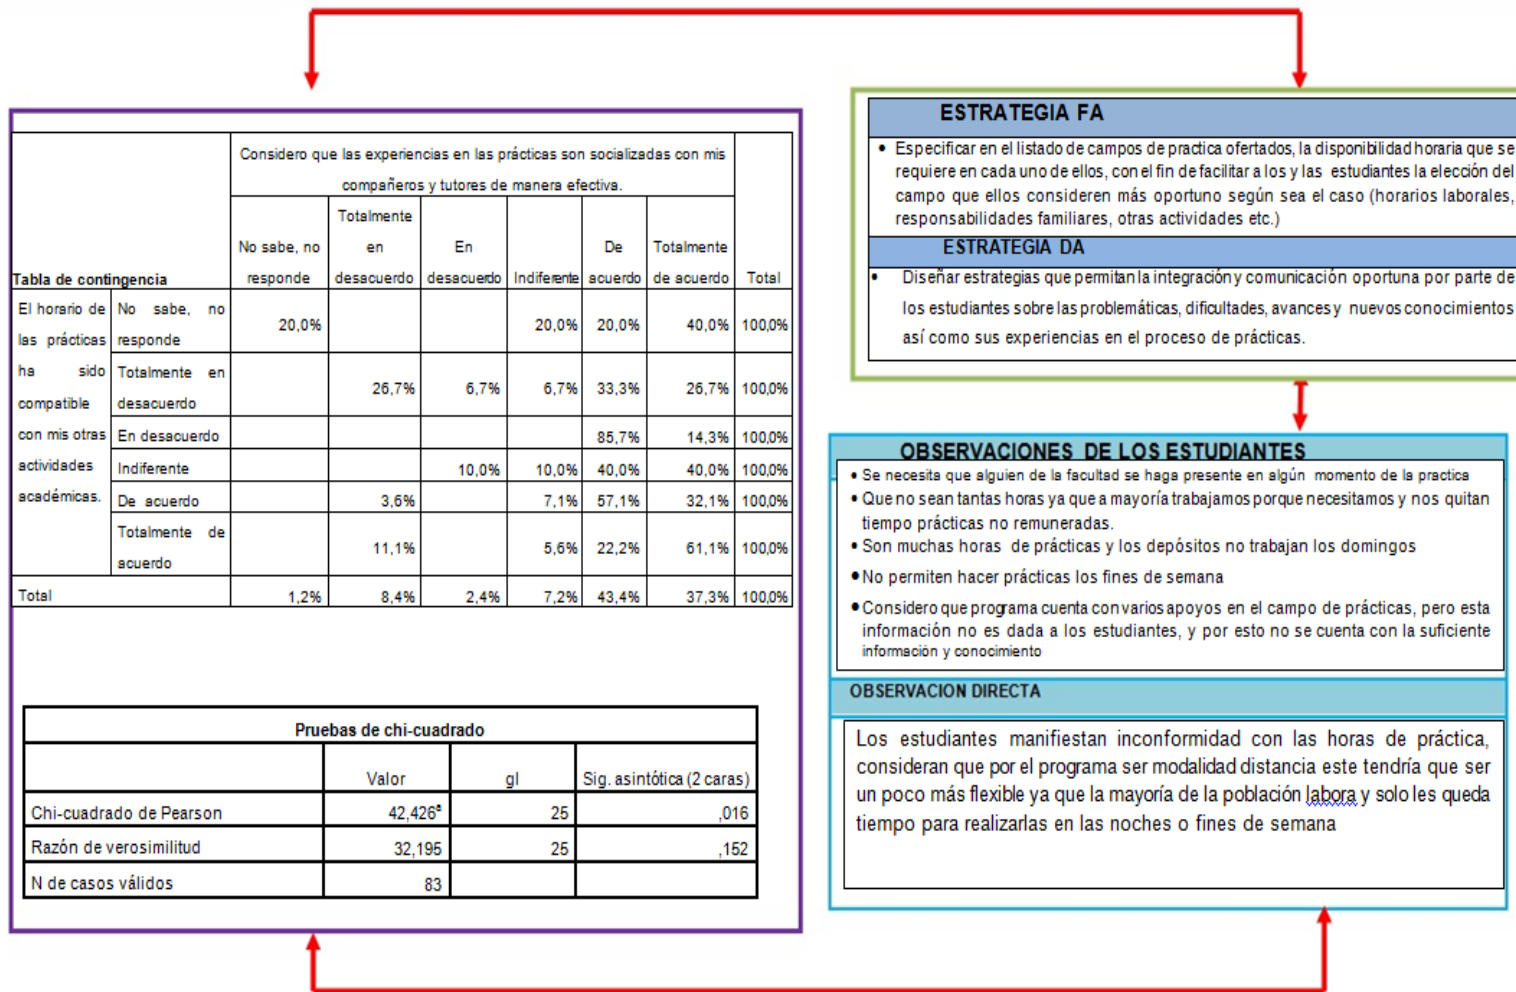 Considero que las experiencias en las prácticas son socializadas con mis
compañeros y tutores de manera efectiva.
Tabla de contingencia
No sabe, no
responde
Totalmente
en
desacuerdo
En
desacuerdo
Indiferente
De
acuerdo
Totalmente
de acuerdo
Total
El horario de
las prácticas
ha sido
compatible
con mis otras
actividades
académicas.
No sabe, no
responde
20,0% 20,0% 20,0% 40,0% 100,0%
Totalmente en
desacuerdo
26,7% 6,7% 6,7% 33,3% 26,7% 100,0%
En desacuerdo 85,7% 14,3% 100,0%
Indiferente 10,0% 10,0% 40,0% 40,0% 100,0%
De acuerdo 3,6% 7,1% 57,1% 32,1% 100,0%
Totalmente de
acuerdo
11,1% 5,6% 22,2% 61,1% 100,0%
Total 1,2% 8,4% 2,4% 7,2% 43,4% 37,3% 100,0%
Pruebas de chi-cuadrado
Valor gl Sig. asintótica (2 caras)
Chi-cuadrado de Pearson 42,426ª 25 ,016
Razón de verosimilitud 32,195 25 ,152
N de casos válidos 83
ESTRATEGIA FA
• Especificar en el listado de campos de practica ofertados, la disponibilidad horaria que se
requiere en cada uno de ellos, con el fin de facilitar a los y las estudiantes la elección del
campo que ellos consideren más oportuno según sea el caso (horarios laborales,
responsabilidades familiares, otras actividades etc.)
ESTRATEGIA DA
• Diseñar estrategias que permitan la integración y comunicación oportuna por parte de
los estudiantes sobre las problemáticas, dificultades, avances y nuevos conocimientos
así como sus experiencias en el proceso de prácticas.
OBSERVACIONES DE LOS ESTUDIANTES
• Se necesita que alguien de la facultad se haga presente en algún momento de la practica
• Que no sean tantas horas ya que a mayoría trabajamos porque necesitamos y nos quitan
tiempo prácticas no remuneradas.
• Son muchas horas de prácticas y los depósitos no trabajan los domingos
• No permiten hacer prácticas los fines de semana
• Considero que programa cuenta con varios apoyos en el campo de prácticas, pero esta
información no es dada a los estudiantes, y por esto no se cuenta con la suficiente
información y conocimiento
OBSERVACION DIRECTA
Los estudiantes manifiestan inconformidad con las horas de práctica,
consideran que por el programa ser modalidad distancia este tendría que ser
un poco más flexible ya que la mayoría de la población labora y solo les queda
tiempo para realizarlas en las noches o fines de semana